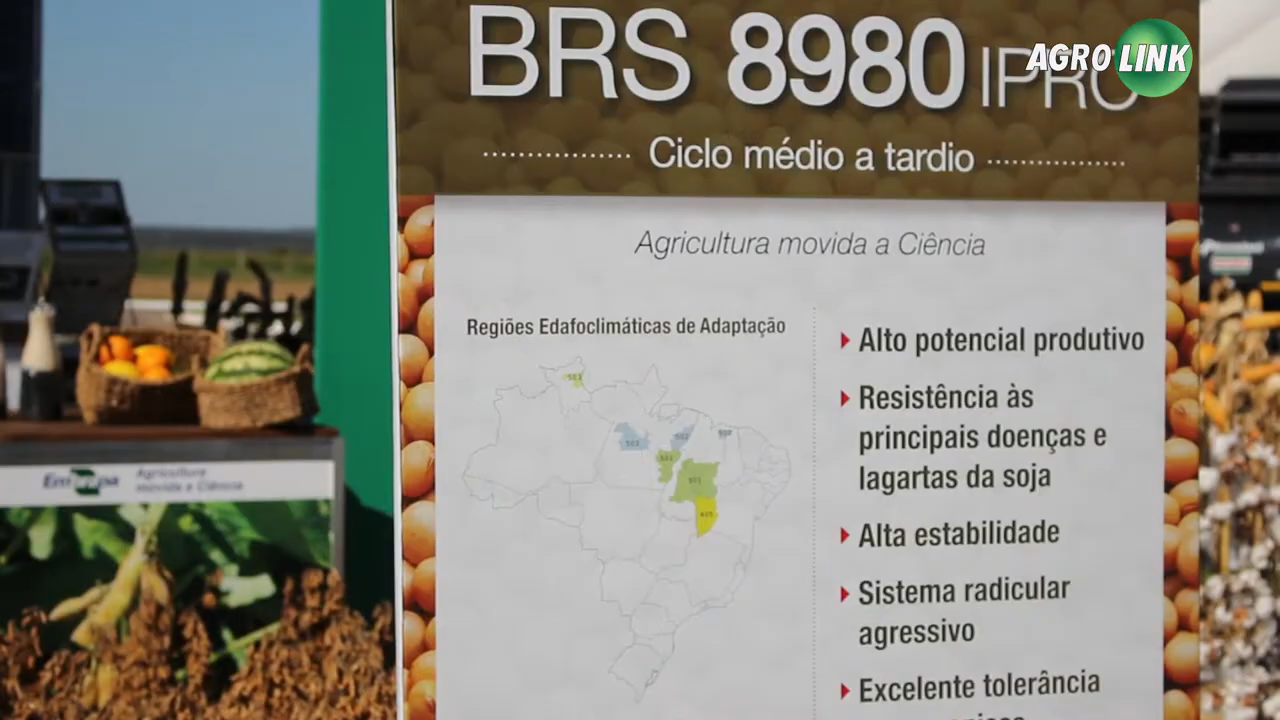 BRS 8980 IPRO
AGRO LINK
Ciclo médio a tardio
Agricultura movida a Ciência
Regiões Edafoclimáticas de Adaptação
Alto potencial produtivo
Resistência às
principais doenças e
lagartas da soja
Alta estabilidade
Sistema radicular
agressivo
Excelente tolerância
Embrapa
Agricultura
movida a Ciência